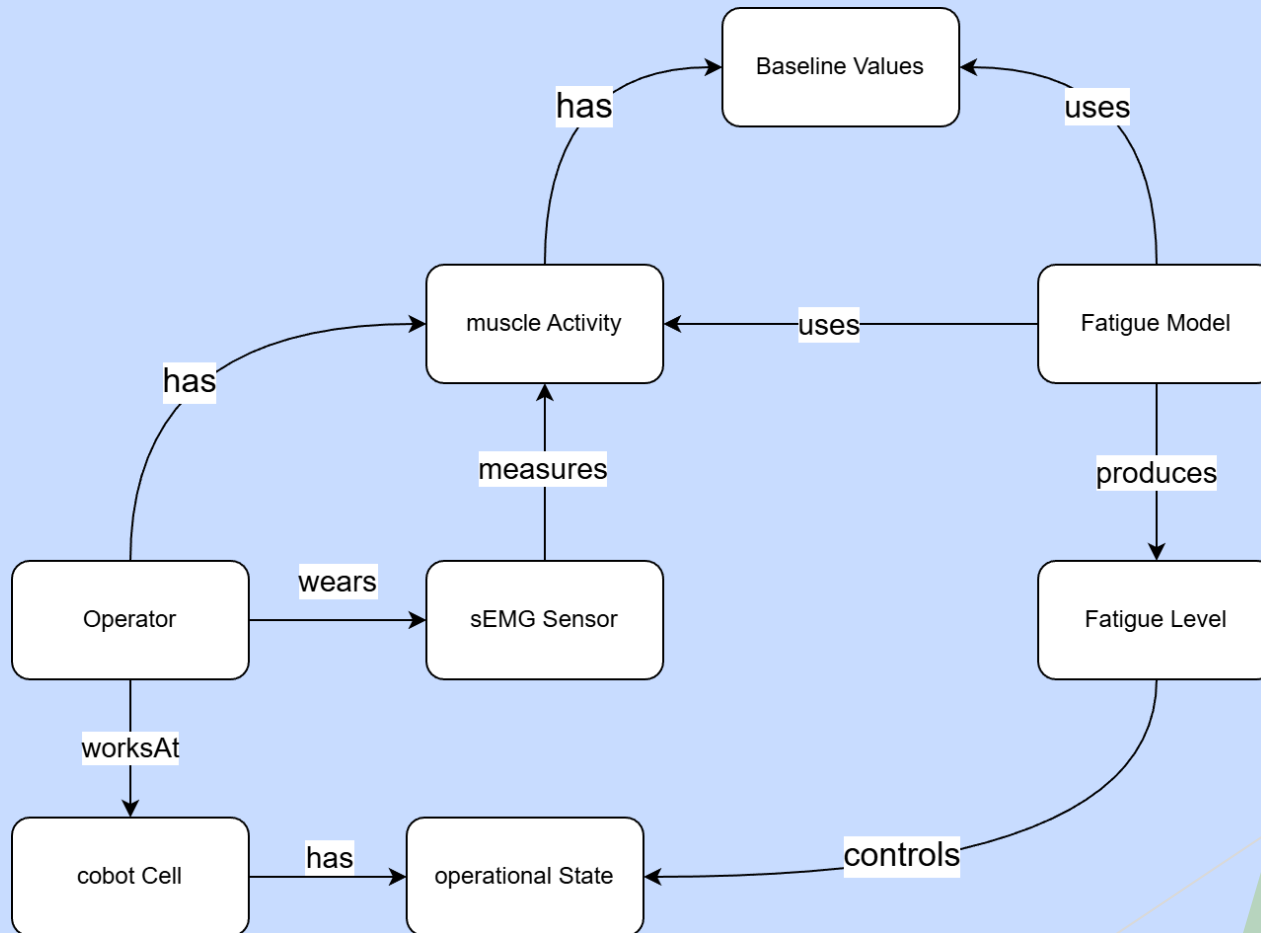 Baseline Values
has
uses
muscle Activity
uses
Fatigue Model
has
measures
produces
Operator
wears
sEMG Sensor
Fatigue Level
worksAt
cobot Cell
has
operational State
controls